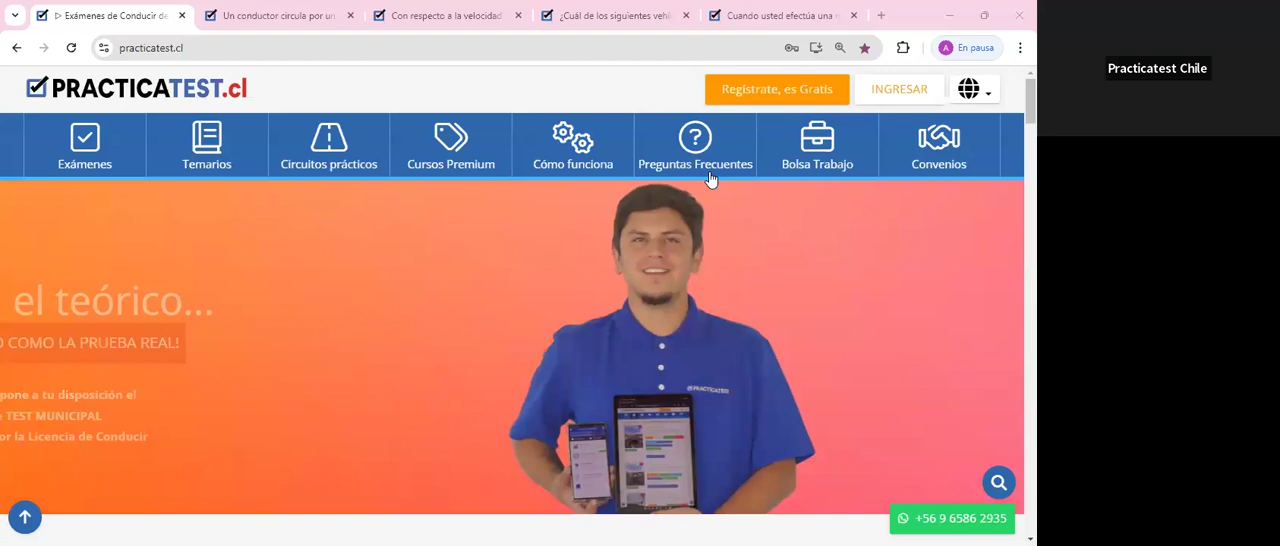 ▷ Exámenes de Conducir de
Un conductor circula por un
Con respecto a la velocidad
¿Cuál de los siguientes vehí
Cuando usted efectúa una
practicatest.cl
A
En pausa
PRACTICATEST.cl
Regístrate, es Gratis
INGRESAR
Exámenes
Temarios
Circuitos prácticos
Cursos Premium
Cómo funciona
Preguntas Frecuentes
Bolsa Trabajo
Convenios
el teórico...
O COMO LA PRUEBA REAL!
pone a tu disposición el
TEST MUNICIPAL
or la Licencia de Conducir
PRACTICATEST
+56 9 6586 2935
Practicatest Chile